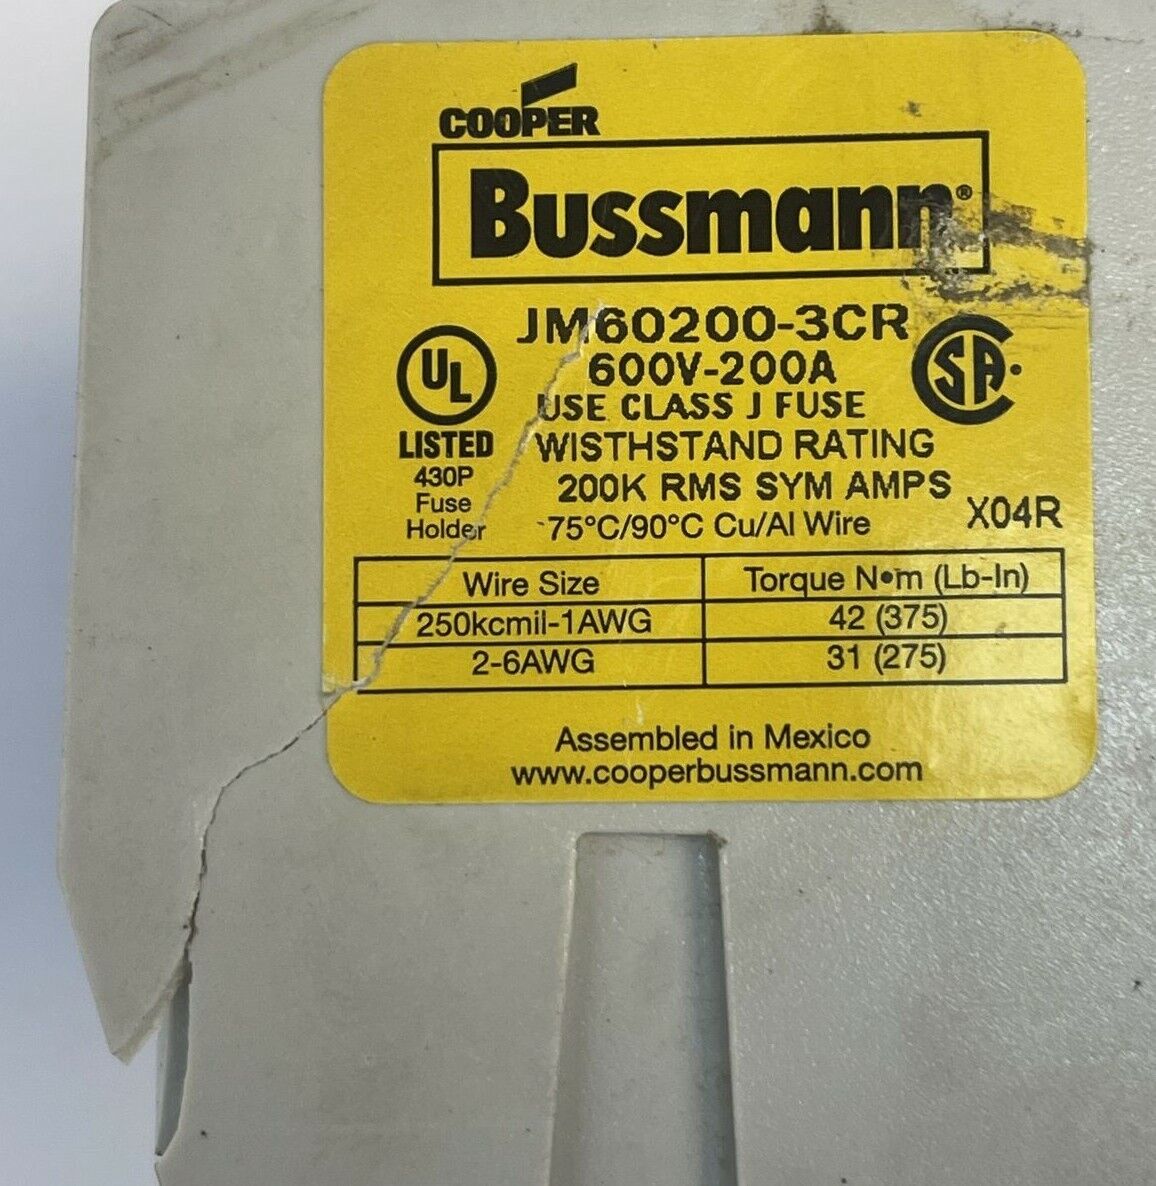 COOPER
Bussmann®
JM60200-3CR
600V-200A
USE CLASS J FUSE
WISTHSTAND RATING
200K RMS SYM AMPS
75°C/90°C Cu/Al Wire
UL
LISTED
430P
Fuse
Holder
SA
X04R
Wire Size Torque N•m (Lb-In)
250kcmil-1AWG 42 (375)
2-6AWG 31 (275)
Assembled in Mexico
www.cooperbussmann.com